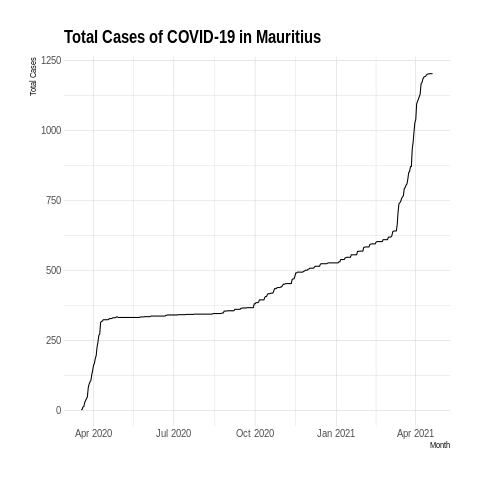 Total Cases of COVID-19 in Mauritius
Total Cases
1250
1000
750
500
250
0
Apr 2020 Jul 2020 Oct 2020 Jan 2021 Apr 2021
Month